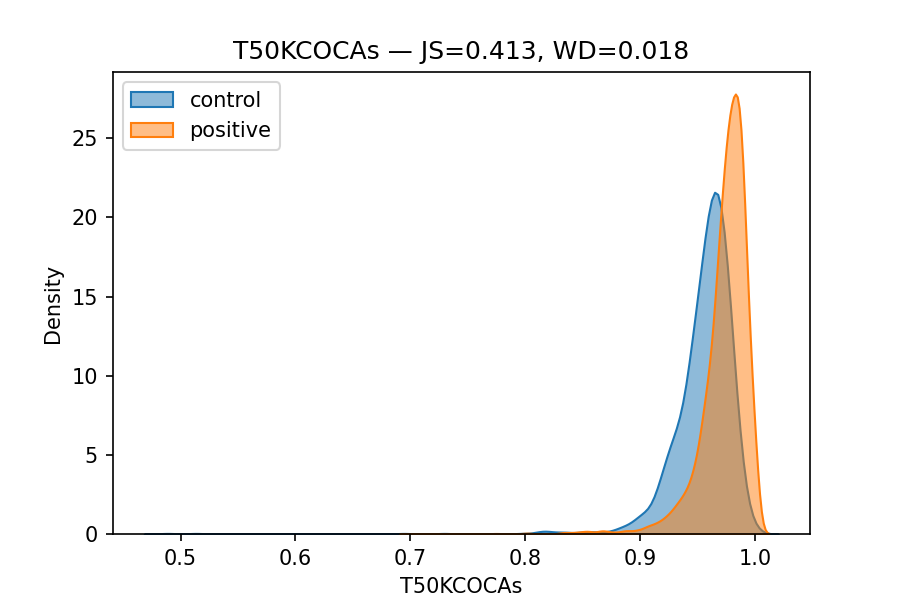 T50KCOCAs — JS=0.413, WD=0.018
control
positive
Density
25
20
15
10
5
0
0.5 0.6 0.7 0.8 0.9 1.0
T50KCOCAs